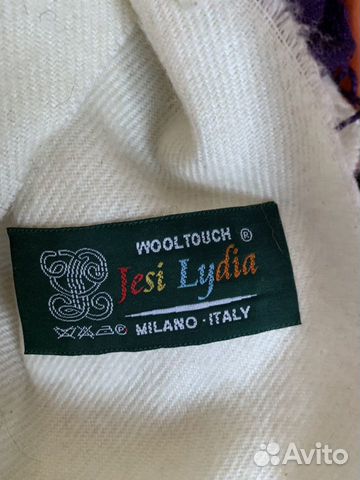 WOOLTOUCH ®
Jesi Lydia
MILANO · ITALY
Avito